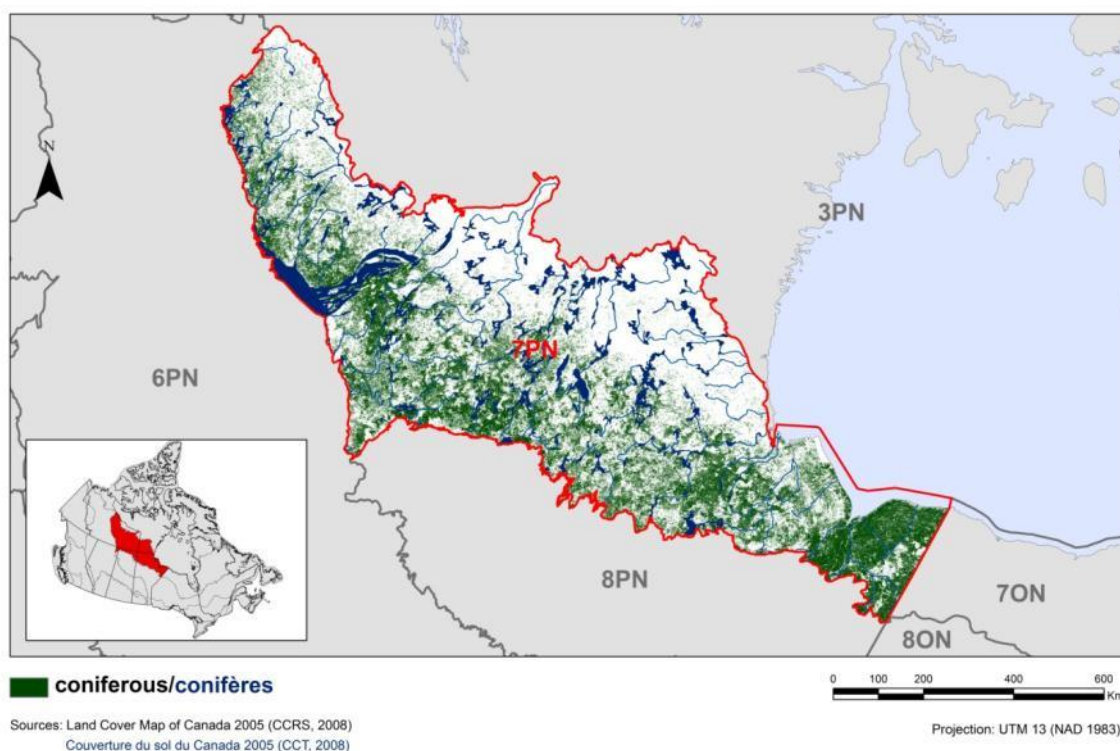 N
3PN
7PN
6PN
8PN
7ON
8ON
coniferous/conifères
0 100 200 400 600
Km
Sources: Land Cover Map of Canada 2005 (CCRS, 2008)
Couverture du sol du Canada 2005 (CCT, 2008)
Projection: UTM 13 (NAD 1983)